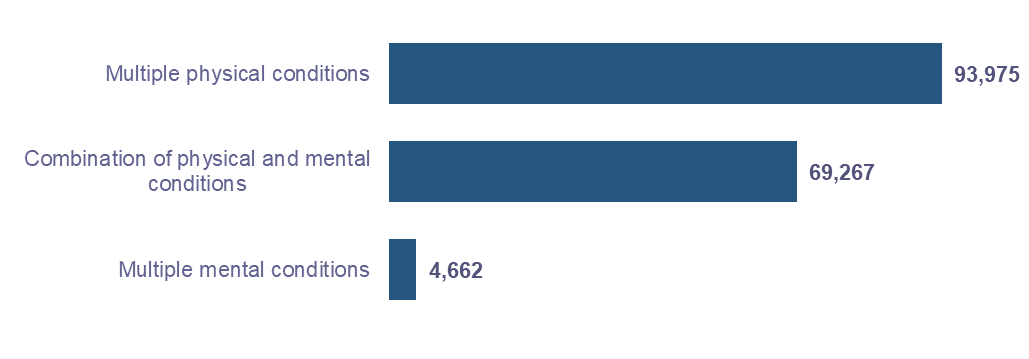 Multiple physical conditions
93,975
Combination of physical and mental
conditions
69,267
Multiple mental conditions
4,662